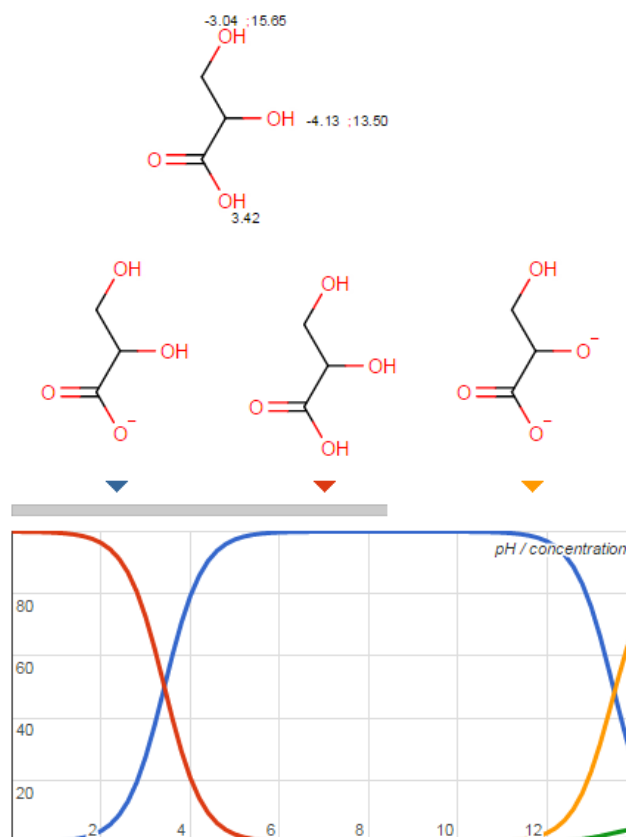 -3.04 ;15.65
OH
OH -4.13 ;13.50
O
OH
3.42
OH
OH
O
O⁻
OH
OH
O
OH
OH
O⁻
O
O⁻
pH / concentration
80
60
40
20
2 4 6 8 10 12